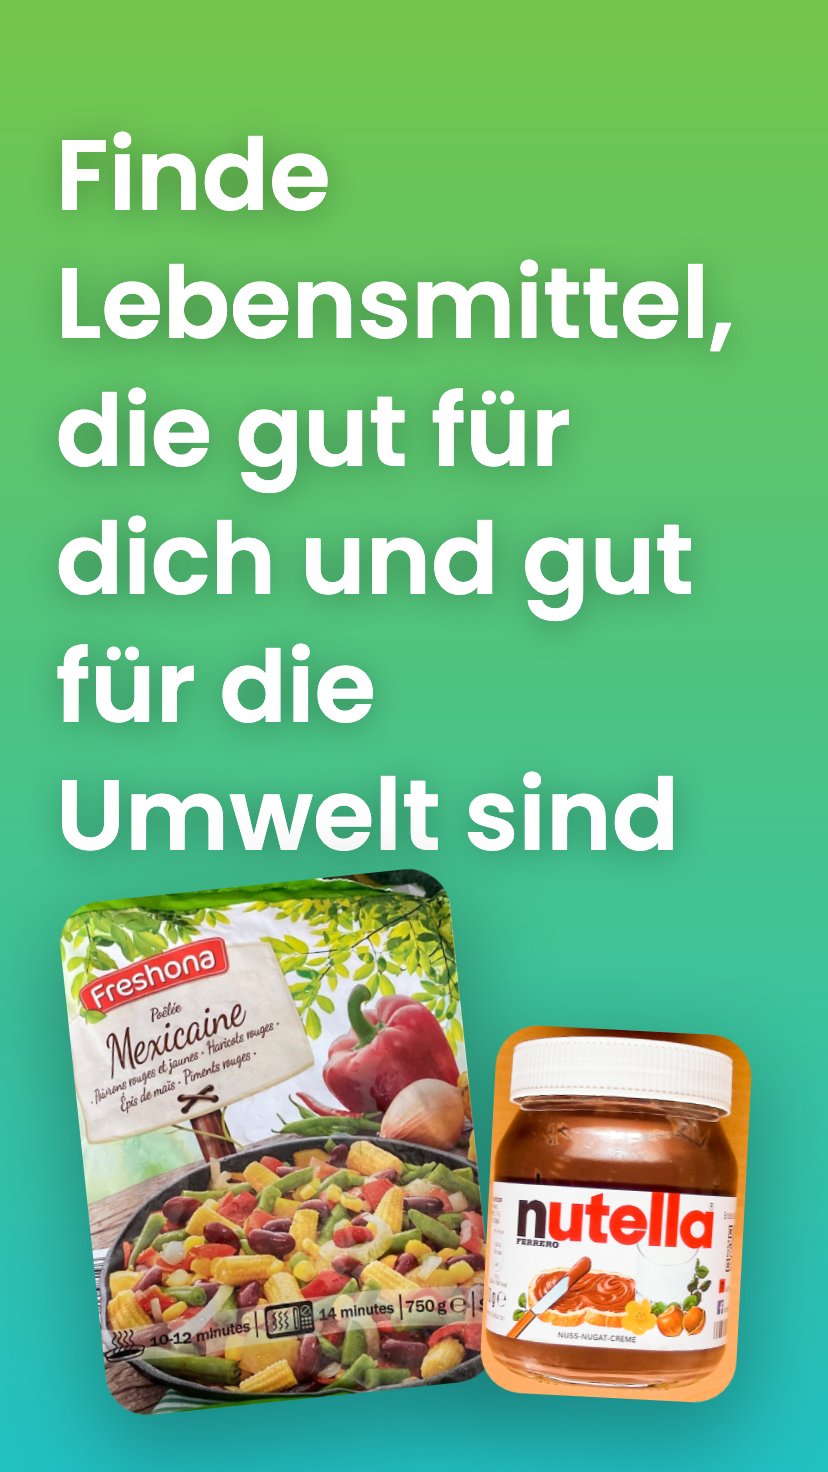 Finde
Lebensmittel,
die gut für
dich und gut
für die
Umwelt sind
Freshona
Poêlée
Mexicaine
· Poivrons rouges et jaunes · Haricots rouges ·
Épis de maïs · Piments rouges ·
10-12 minutes
14 minutes
750 g e
nutella
FERRERO
NUSS-NUGAT-CREME